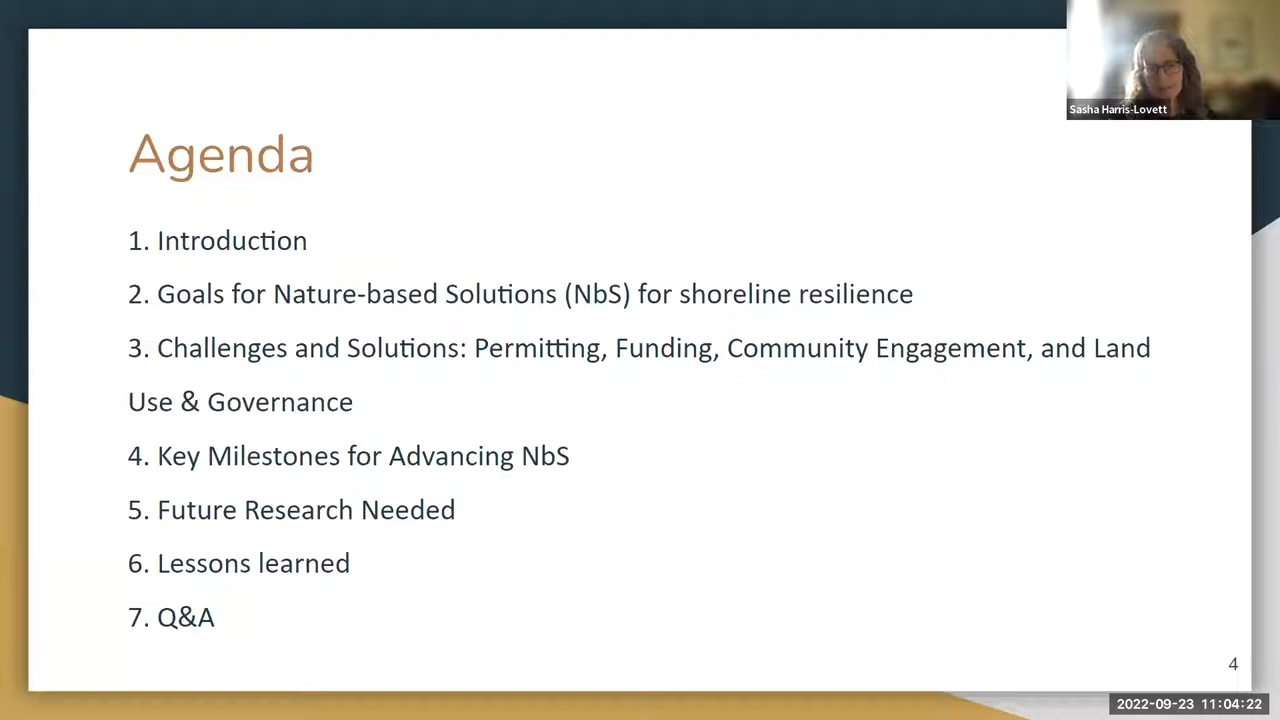 Sasha Harris-Lovett
Agenda
1. Introduction
2. Goals for Nature-based Solutions (NbS) for shoreline resilience
3. Challenges and Solutions: Permitting, Funding, Community Engagement, and Land
Use & Governance
4. Key Milestones for Advancing NbS
5. Future Research Needed
6. Lessons learned
7. Q&A
4
2022-09-23 11:04:22